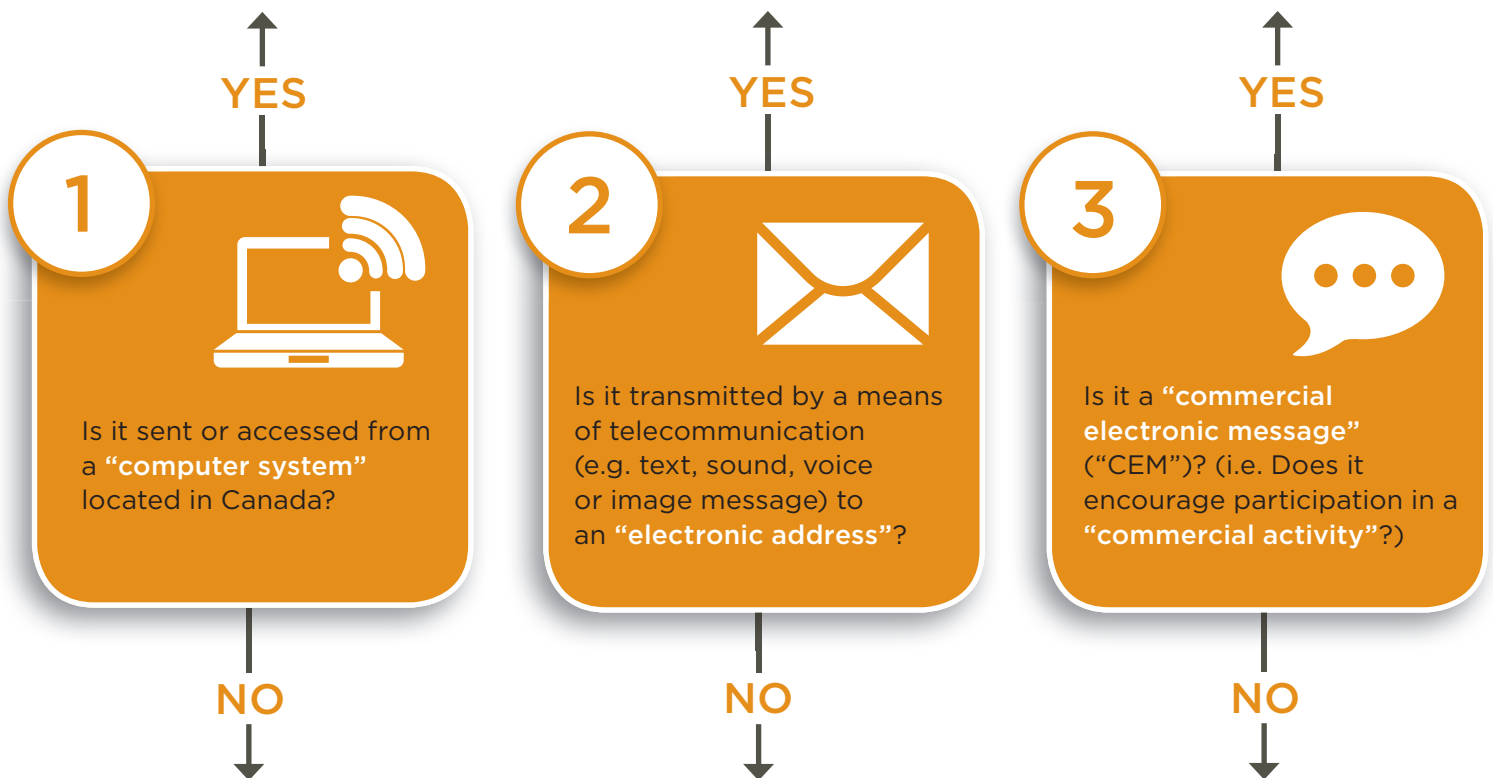 YES
YES
YES
1
Is it sent or accessed from
a “computer system”
located in Canada?
2
Is it transmitted by a means
of telecommunication
(e.g. text, sound, voice
or image message) to
an “electronic address”?
3
Is it a “commercial
electronic message”
(“CEM”)? (i.e. Does it
encourage participation in a
“commercial activity”?)
NO
NO
NO